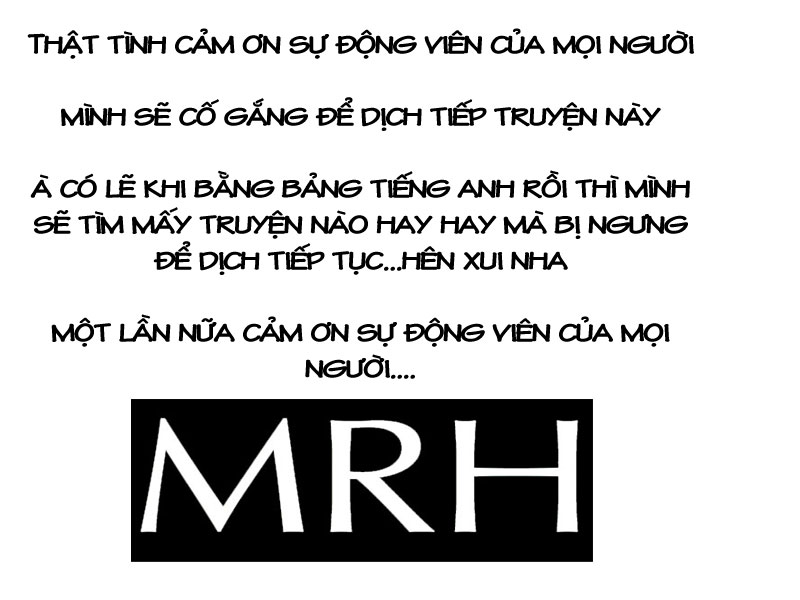 THẬT TÌNH CẢM ƠN SỰ ĐỘNG VIÊN CỦA MỌI NGƯỜI
MÌNH SẼ CỐ GẮNG ĐỂ DỊCH TIẾP TRUYỆN NÀY
À CÓ LẼ KHI BẰNG BẢNG TIẾNG ANH RỒI THÌ MÌNH
SẼ TÌM MẤY TRUYỆN NÀO HAY HAY MÀ BỊ NGƯNG
ĐỂ DỊCH TIẾP TỤC...HÊN XUI NHA
MỘT LẦN NỮA CẢM ƠN SỰ ĐỘNG VIÊN CỦA MỌI
NGƯỜI....
MRH